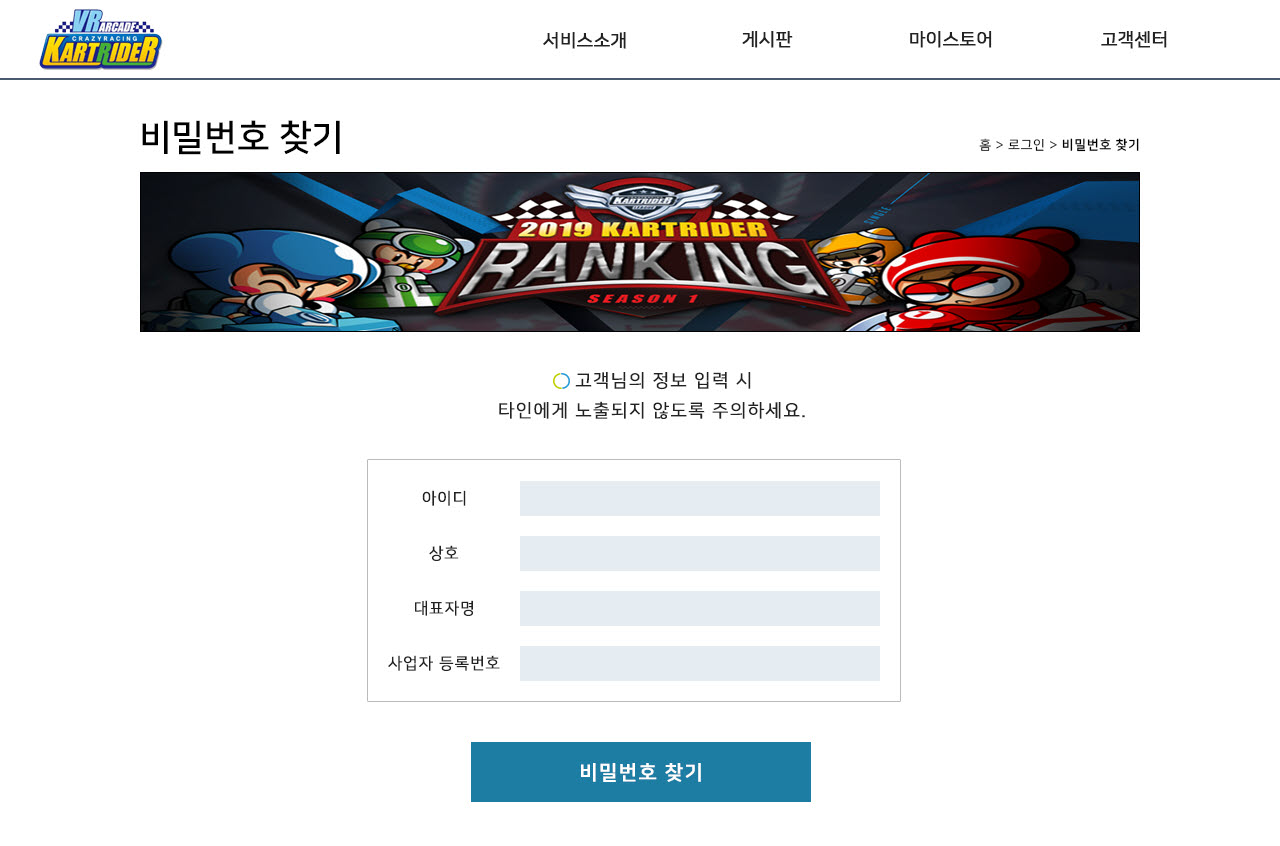 VR ARCADE
CRAZYRACING
KARTRIDER
서비스소개 게시판 마이스토어 고객센터
비밀번호 찾기
홈 > 로그인 > 비밀번호 찾기
KARTRIDER
LEAGUE
2019 KARTRIDER
RANKING
SEASON 1
SINGLE
고객님의 정보 입력 시
타인에게 노출되지 않도록 주의하세요.
아이디
상호
대표자명
사업자 등록번호
비밀번호 찾기